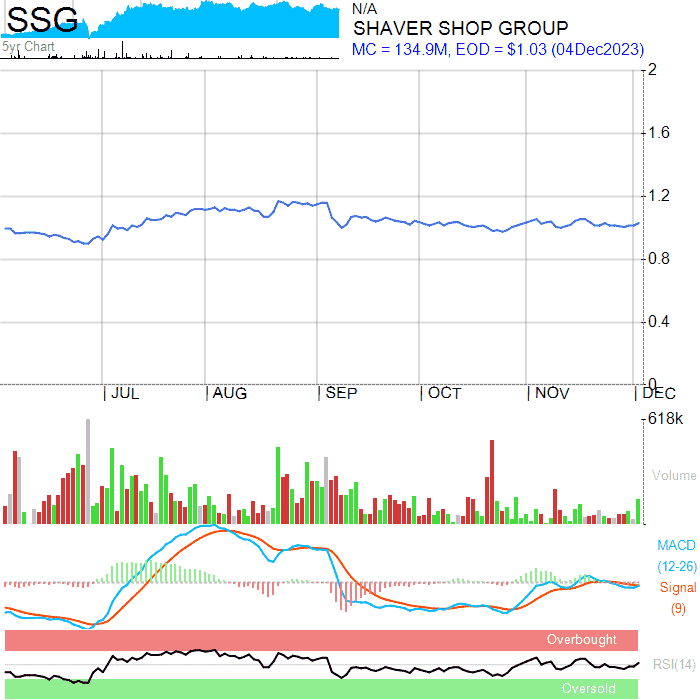 SSG
5yr Chart
N/A
SHAVER SHOP GROUP
MC = 134.9M, EOD = $1.03 (04Dec2023)
2
1.6
1.2
0.8
0.4
0
JUL
AUG
SEP
OCT
NOV
DEC
618k
Volume
MACD
(12-26)
Signal
(9)
Overbought
RSI(14)
Oversold